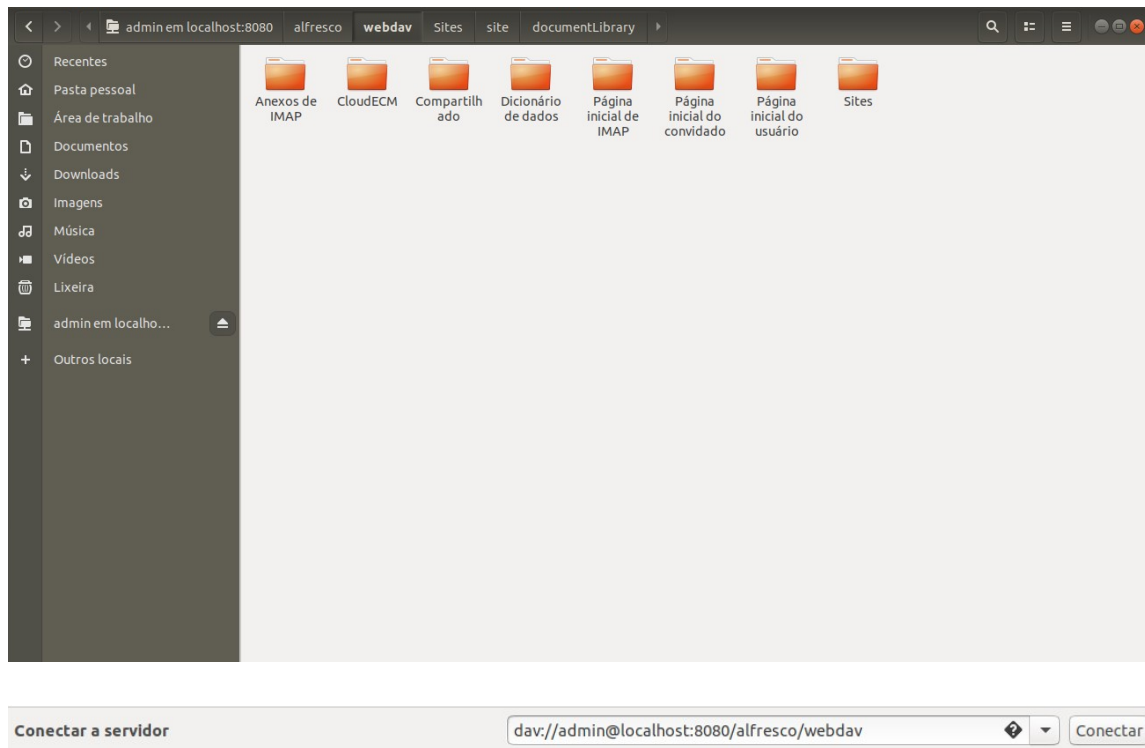 admin em localhost:8080 alfresco webdav Sites site documentLibrary
Recentes
Pasta pessoal
Área de trabalho
Documentos
Downloads
Imagens
Música
Vídeos
Lixeira
admin em localho...
Outros locais
Anexos de
IMAP
CloudECM
Compartilh
ado
Dicionário
de dados
Página
inicial de
IMAP
Página
inicial do
convidado
Página
inicial do
usuário
Sites
Conectar a servidor dav://admin@localhost:8080/alfresco/webdav Conectar